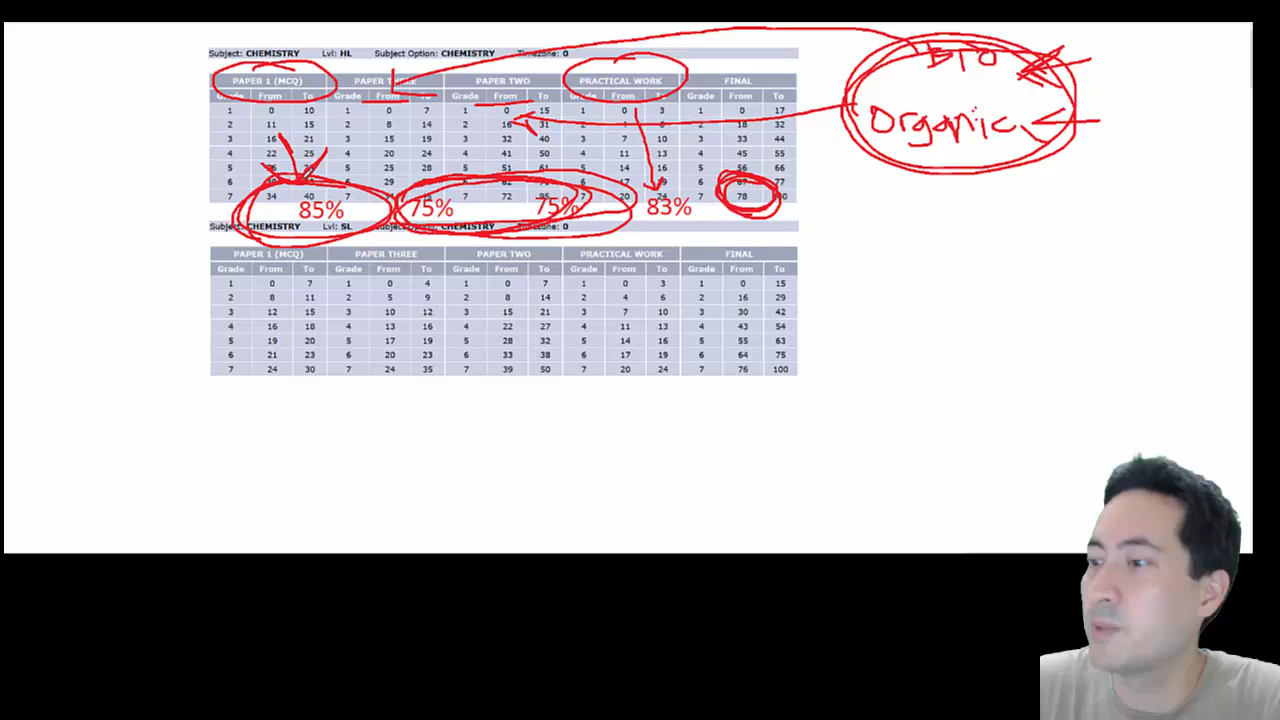 Subject: CHEMISTRY Lvl: HL Subject Option: CHEMISTRY Timezone: 0
PAPER 1 (MCQ) PAPER THREE PAPER TWO PRACTICAL WORK FINAL
Grade From To Grade From To Grade From To Grade From To Grade From To
1 0 10 1 0 7 1 0 15 1 0 3 1 0 17
2 11 15 2 8 14 2 16 31 2 4 6 2 18 32
3 16 21 3 15 19 3 32 40 3 7 10 3 33 44
4 22 25 4 20 24 4 41 50 4 11 13 4 45 55
5 5 25 28 5 51 61 5 14 16 5 56 66
6 6 29 6 62 6 17 19 6 67 77
7 34 40 7 7 72 95 7 20 24 7 78
85% 75% 75% 83%
Bio
Organic
Subject: CHEMISTRY Lvl: SL Subject Option: CHEMISTRY Timezone: 0
PAPER 1 (MCQ) PAPER THREE PAPER TWO PRACTICAL WORK FINAL
Grade From To Grade From To Grade From To Grade From To Grade From To
1 0 7 1 0 4 1 0 7 1 0 3 1 0 15
2 8 11 2 5 9 2 8 14 2 4 6 2 16 29
3 12 15 3 10 12 3 15 21 3 7 10 3 30 42
4 16 18 4 13 16 4 22 27 4 11 13 4 43 54
5 19 20 5 17 19 5 28 32 5 14 16 5 55 63
6 21 23 6 20 23 6 33 38 6 17 19 6 64 75
7 24 30 7 24 35 7 39 50 7 20 24 7 76 100